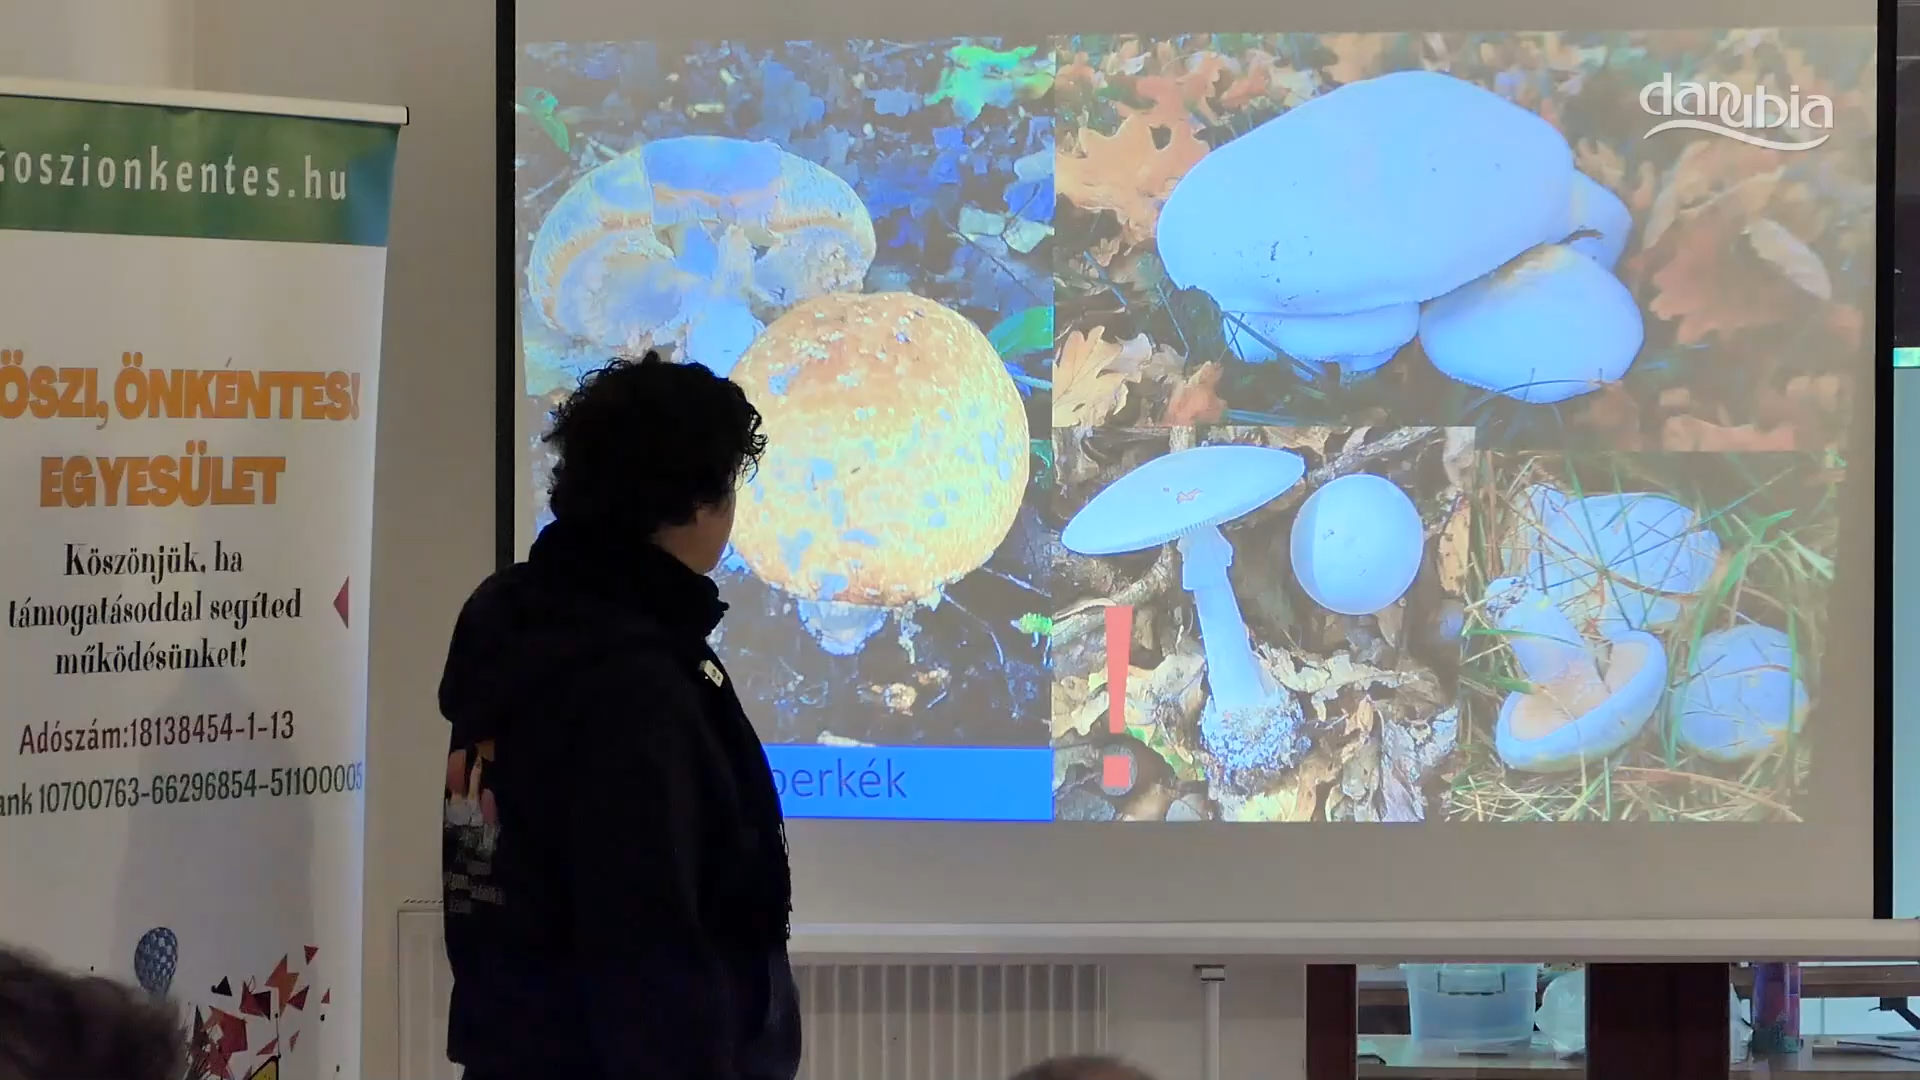 koszionkentes.hu
ÖSZI, ÖNKÉNTES!
EGYESÜLET
Köszönjük, ha
támogatásoddal segíted
működésünket!
Adószám:18138454-1-13
ank 10700763-66296854-51100005
perkék
!
danubia